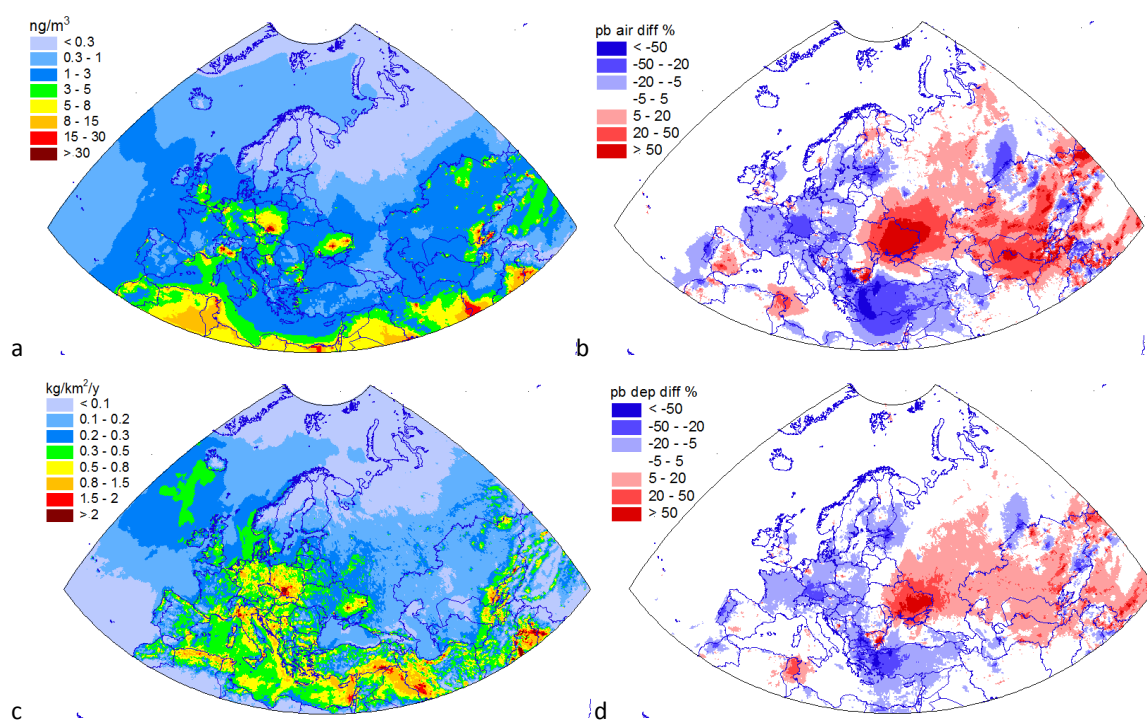 ng/m³
< 0.3
0.3 - 1
1 - 3
3 - 5
5 - 8
8 - 15
15 - 30
> 30
a
pb air diff %
< -50
-50 - -20
-20 - -5
-5 - 5
5 - 20
20 - 50
> 50
b
kg/km²/y
< 0.1
0.1 - 0.2
0.2 - 0.3
0.3 - 0.5
0.5 - 0.8
0.8 - 1.5
1.5 - 2
> 2
c
pb dep diff %
< -50
-50 - -20
-20 - -5
-5 - 5
5 - 20
20 - 50
> 50
d